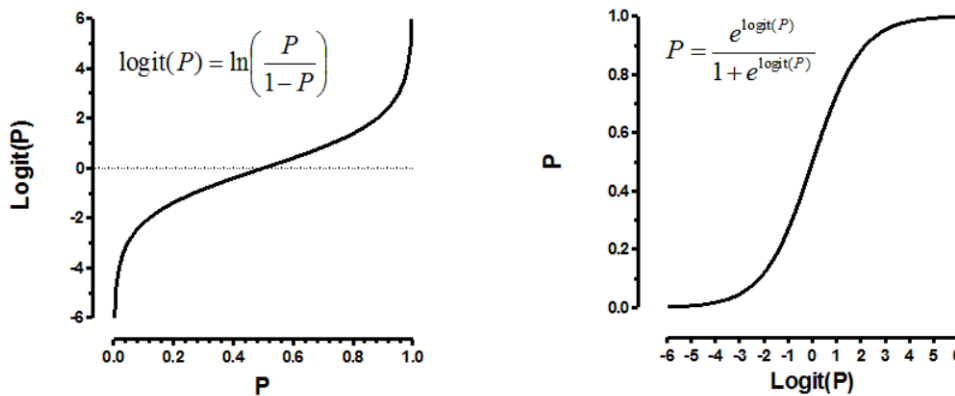 6
4
2
0
-2
-4
-6
Logit(P)
logit(P) = ln(P / (1 − P))
0.0 0.2 0.4 0.6 0.8 1.0
P
1.0
0.8
0.6
0.4
0.2
0.0
P
P = e^logit(P) / (1 + e^logit(P))
-6 -5 -4 -3 -2 -1 0 1 2 3 4 5 6
Logit(P)